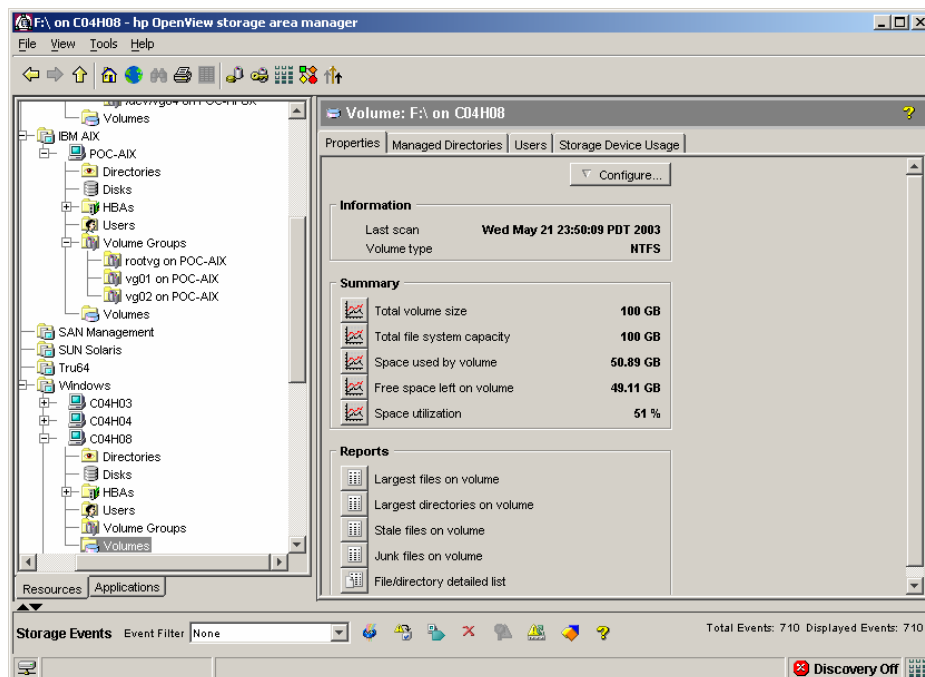 F:\ on C04H08 - hp OpenView storage area manager
File View Tools Help
Volumes
IBM AIX
POC-AIX
Directories
Disks
HBAs
Users
Volume Groups
rootvg on POC-AIX
vg01 on POC-AIX
vg02 on POC-AIX
Volumes
SAN Management
SUN Solaris
Tru64
Windows
C04H03
C04H04
C04H08
Directories
Disks
HBAs
Users
Volume Groups
Volumes
Resources Applications
Volume: F:\ on C04H08
Properties Managed Directories Users Storage Device Usage
Configure...
Information
Last scan Wed May 21 23:50:09 PDT 2003
Volume type NTFS
Summary
Total volume size 100 GB
Total file system capacity 100 GB
Space used by volume 50.89 GB
Free space left on volume 49.11 GB
Space utilization 51 %
Reports
Largest files on volume
Largest directories on volume
Stale files on volume
Junk files on volume
File/directory detailed list
Storage Events Event Filter None Total Events: 710 Displayed Events: 710
Discovery Off